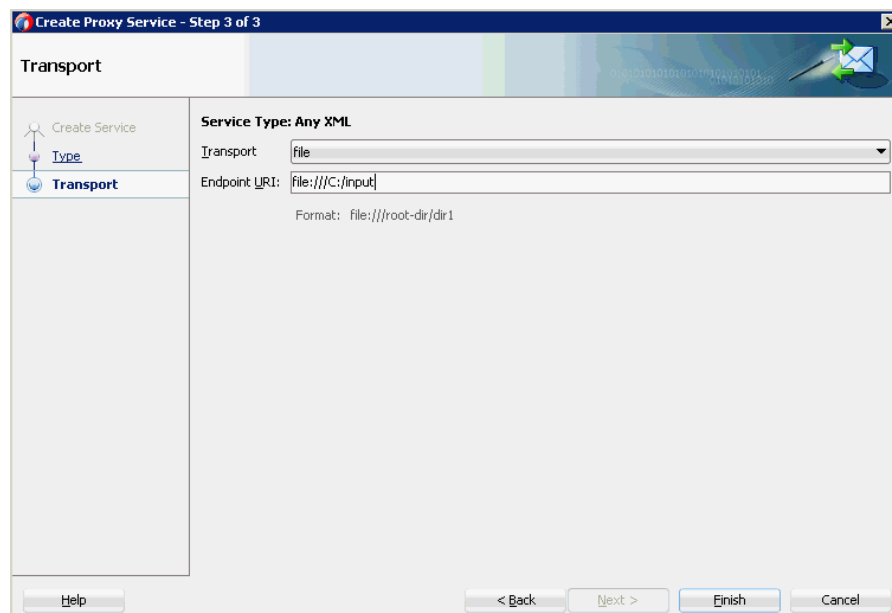 Create Proxy Service - Step 3 of 3
Transport
Create Service
Type
Transport
Service Type: Any XML
Transport file
Endpoint URI: file:///C:/input
Format: file:///root-dir/dir1
Help < Back Next > Finish Cancel